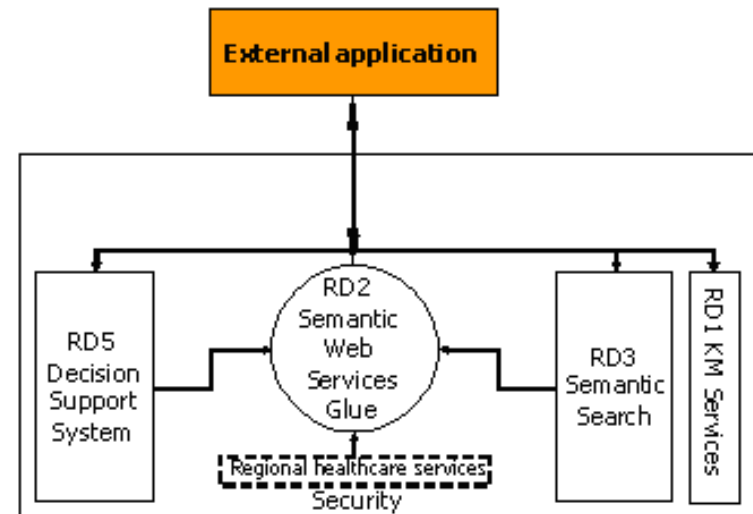 External application
RD5
Decision
Support
System
RD2
Semantic
Web
Services
Glue
RD3
Semantic
Search
RD1 KM Services
Regional healthcare services
Security